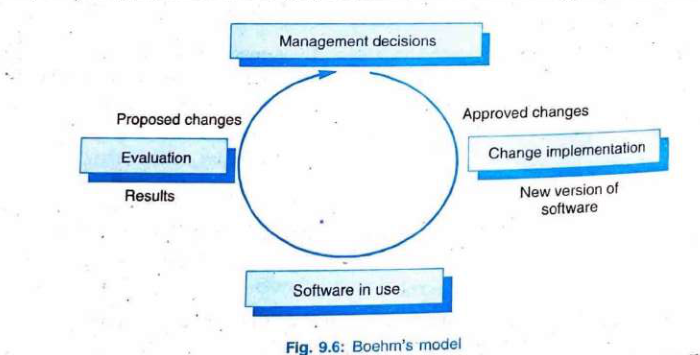 Management decisions
Proposed changes
Approved changes
Evaluation
Change implementation
Results
New version of
software
Software in use
Fig. 9.6: Boehm's model